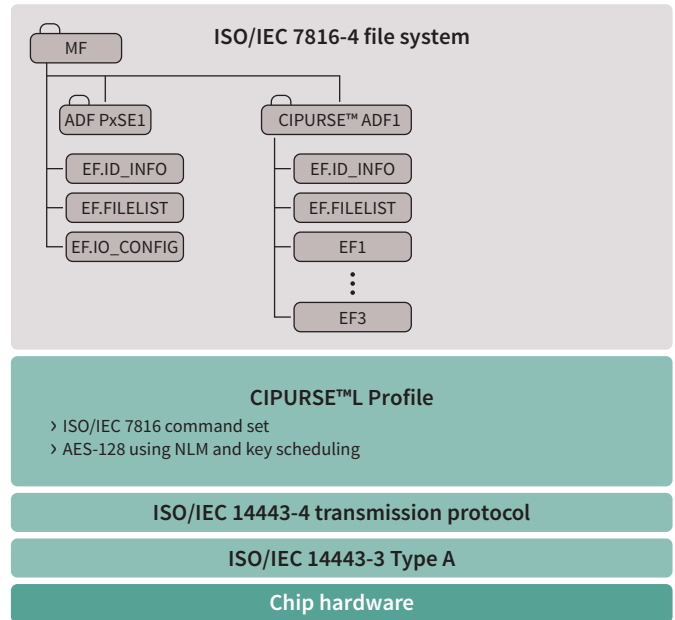 ISO/IEC 7816-4 file system
MF
ADF PxSE1
CIPURSE™ ADF1
EF.ID_INFO
EF.FILELIST
EF.IO_CONFIG
EF.ID_INFO
EF.FILELIST
EF1
EF3
CIPURSE™L Profile
› ISO/IEC 7816 command set
› AES-128 using NLM and key scheduling
ISO/IEC 14443-4 transmission protocol
ISO/IEC 14443-3 Type A
Chip hardware